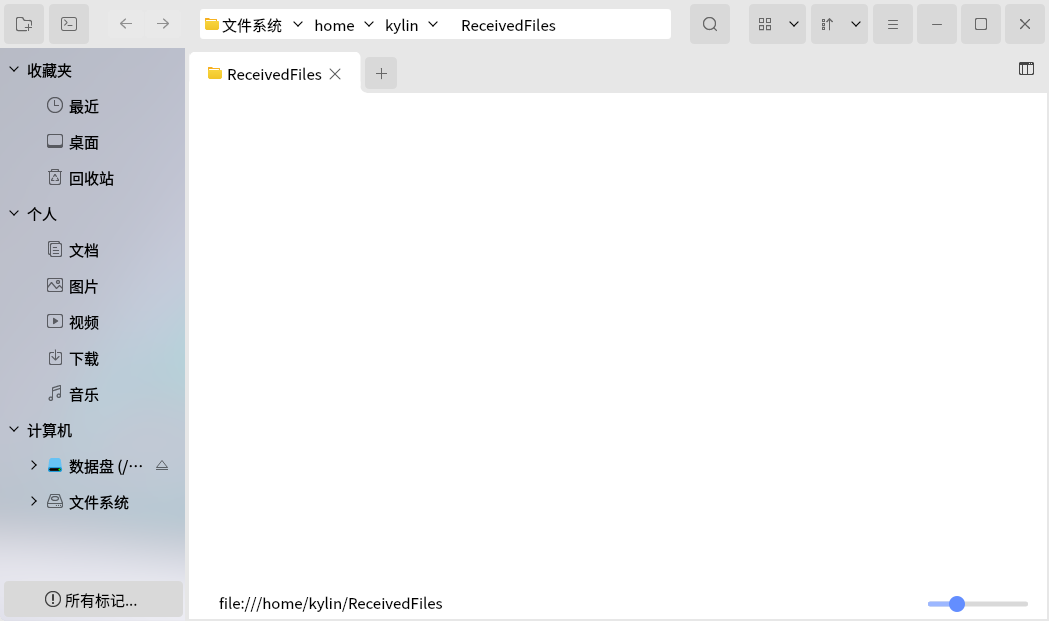 文件系统 home kylin ReceivedFiles
ReceivedFiles
收藏夹
最近
桌面
回收站
个人
文档
图片
视频
下载
音乐
计算机
数据盘 (/···
文件系统
所有标记...
file:///home/kylin/ReceivedFiles